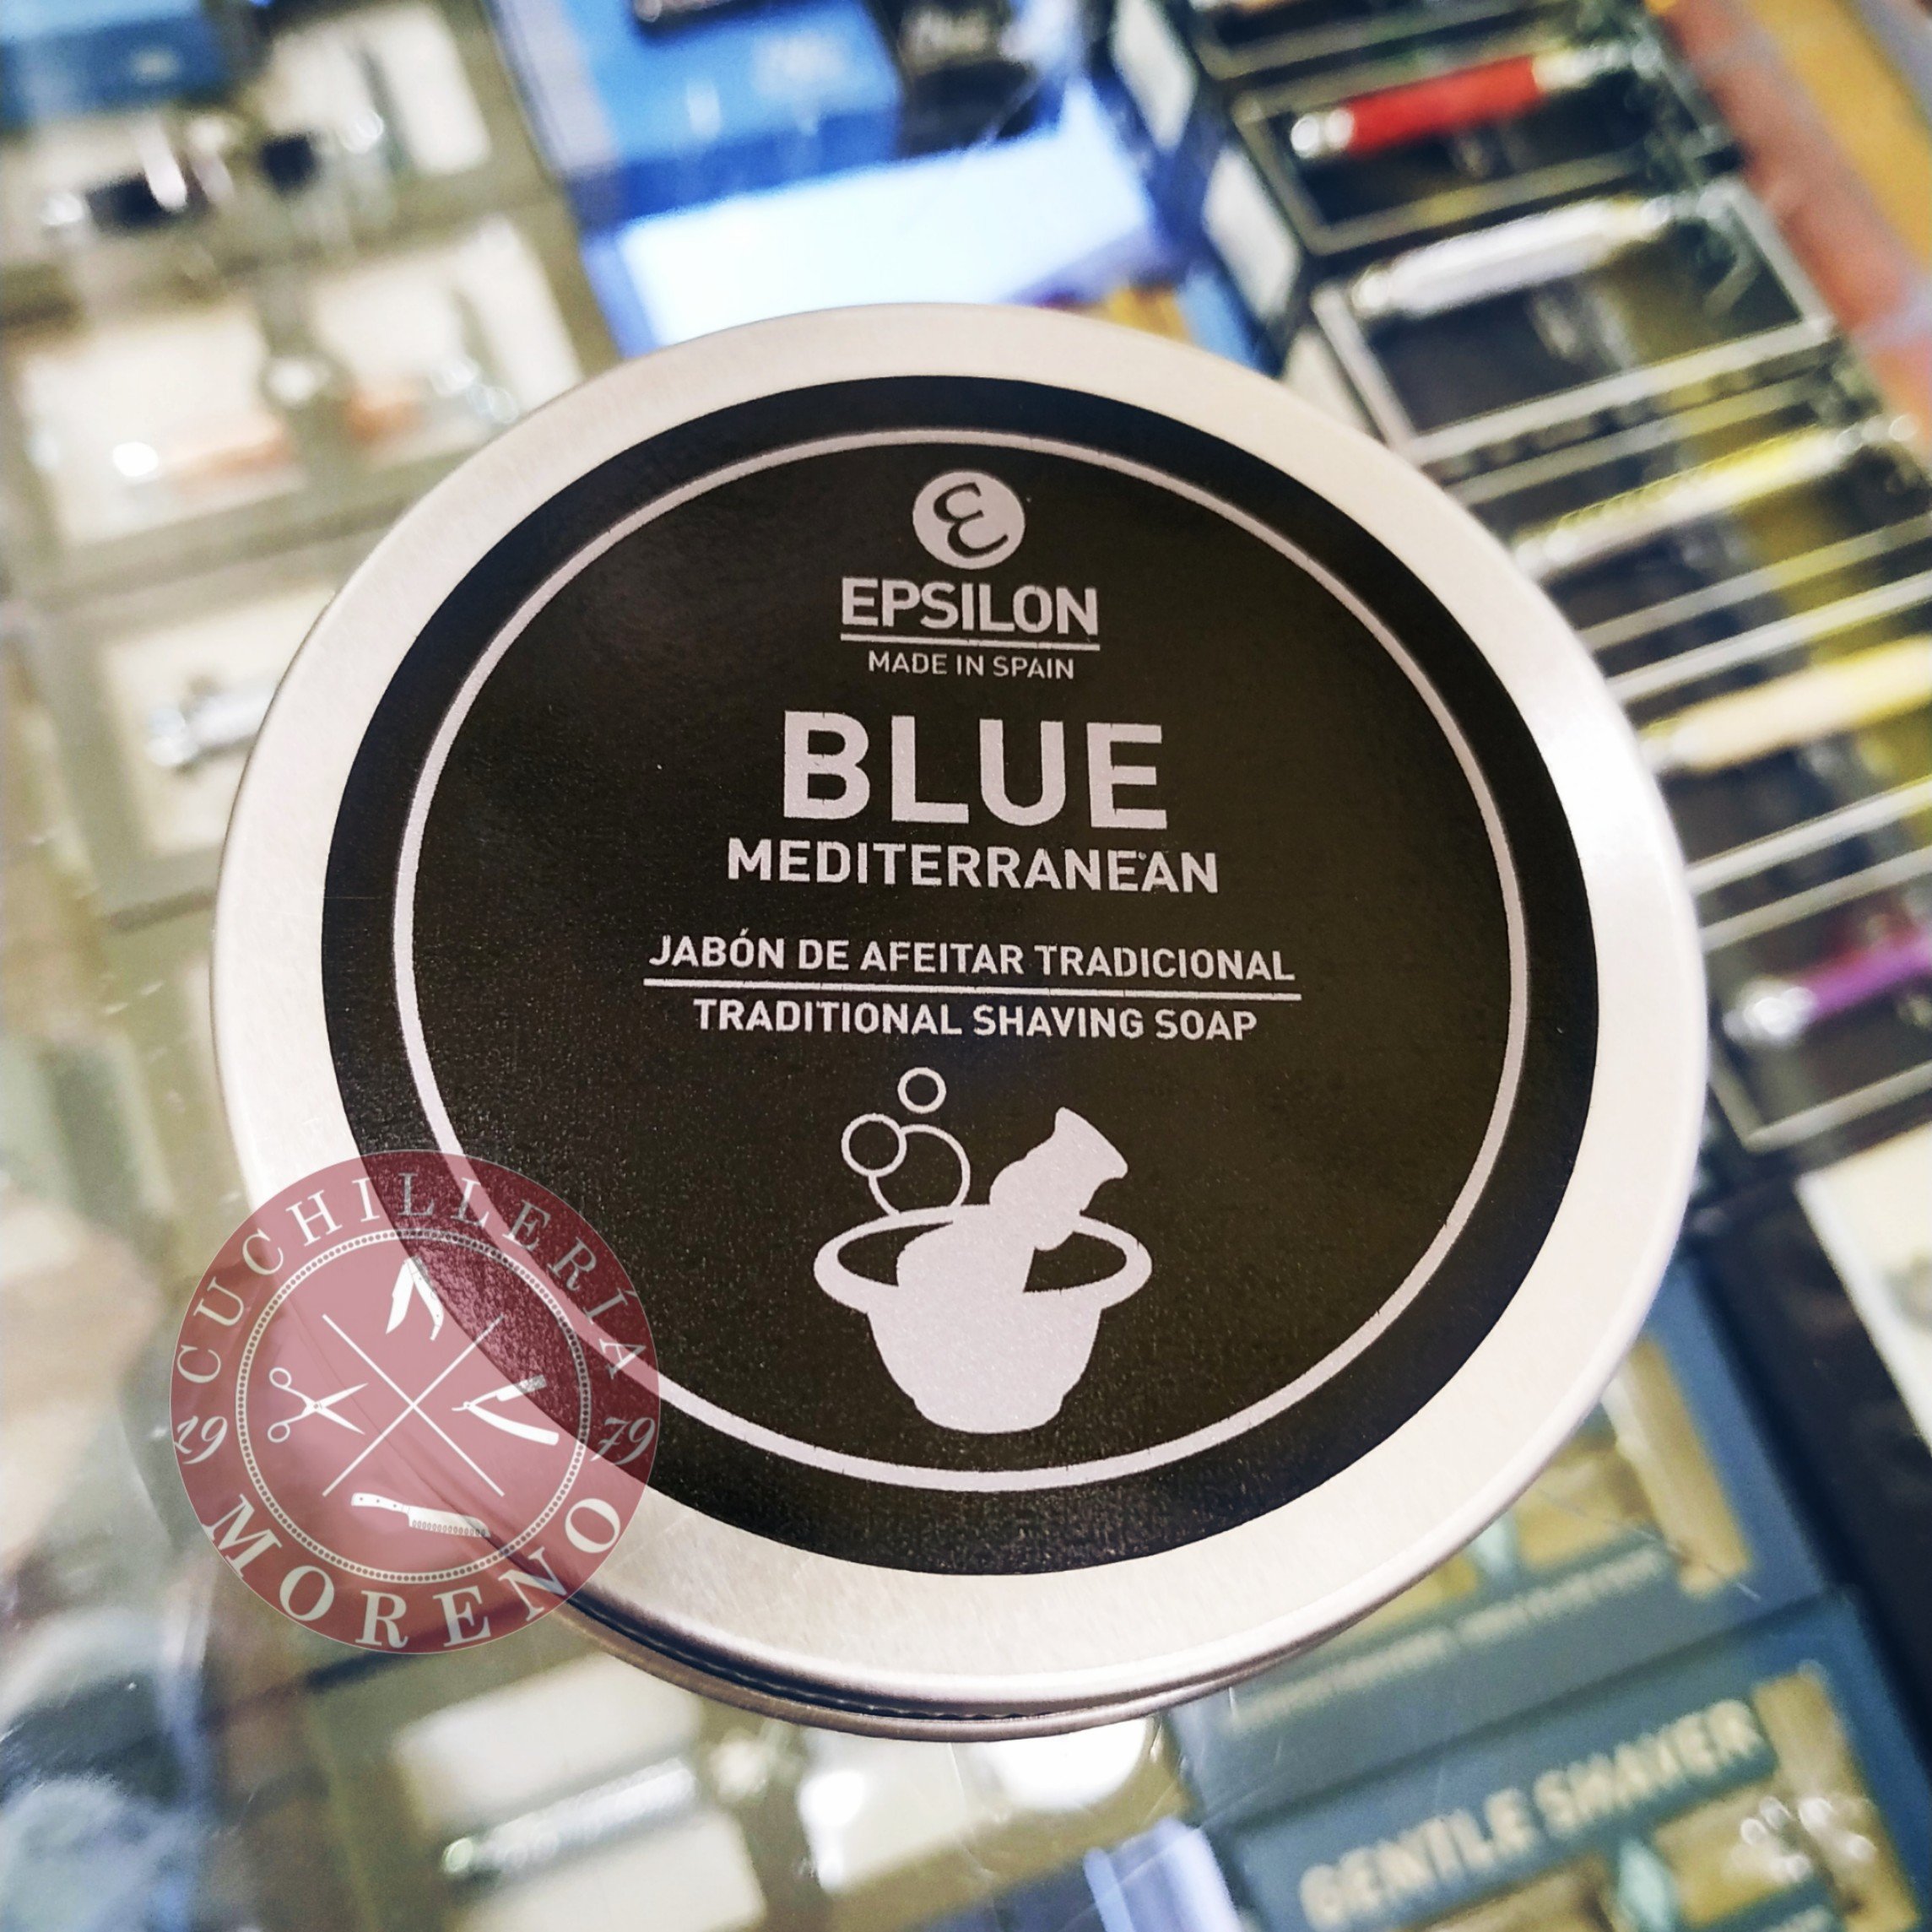 ε
EPSILON
MADE IN SPAIN
BLUE
MEDITERRANEAN
JABÓN DE AFEITAR TRADICIONAL
TRADITIONAL SHAVING SOAP
CUCHILLERÍA
19 79
MORENO
GENTLE SHAVER